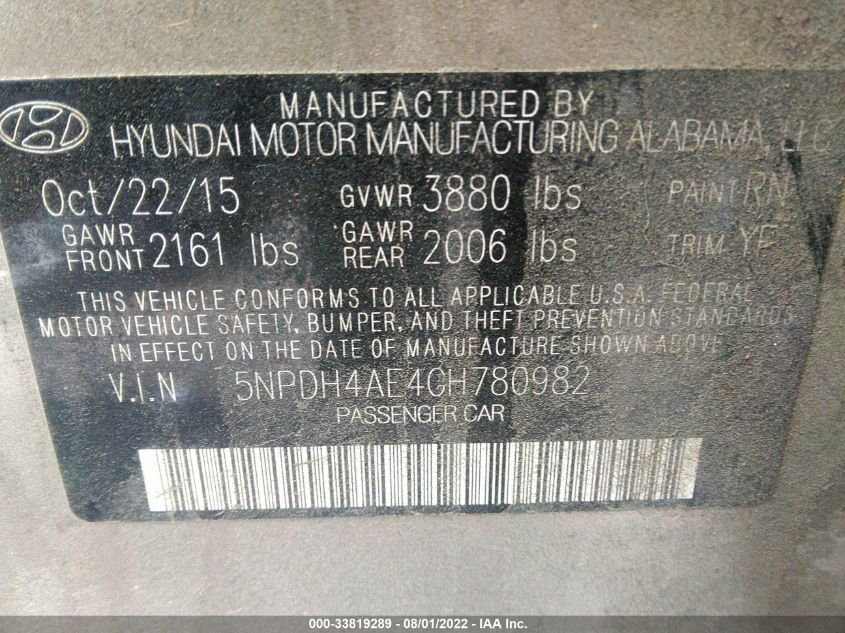 MANUFACTURED BY
HYUNDAI MOTOR MANUFACTURING ALABAMA, LLC
Oct/22/15 GVWR 3880 lbs PAINT RN
GAWR FRONT 2161 lbs GAWR REAR 2006 lbs TRIM YF
THIS VEHICLE CONFORMS TO ALL APPLICABLE U.S.A. FEDERAL
MOTOR VEHICLE SAFETY, BUMPER, AND THEFT PREVENTION STANDARDS
IN EFFECT ON THE DATE OF MANUFACTURE SHOWN ABOVE.
V.I.N 5NPDH4AE4GH780982
PASSENGER CAR
000-33819289 - 08/01/2022 - IAA Inc.